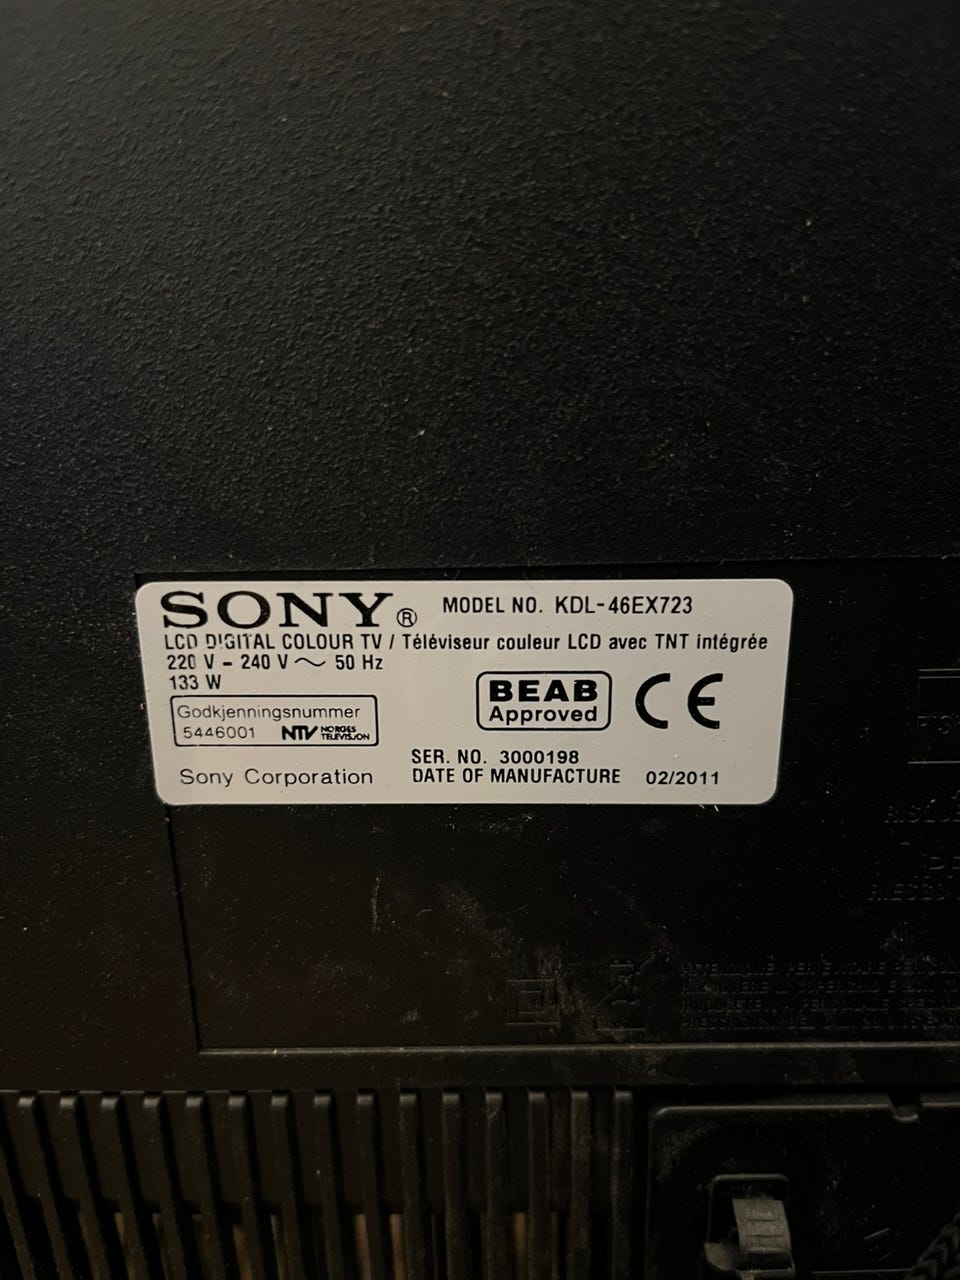 SONY® MODEL NO. KDL-46EX723
LCD DIGITAL COLOUR TV / Téléviseur couleur LCD avec TNT intégrée
220 V – 240 V ~ 50 Hz
133 W
BEAB
Approved
CE
Godkjenningsnummer
5446001 NTV NORGES TELEVISJON
SER. NO. 3000198
Sony Corporation DATE OF MANUFACTURE 02/2011